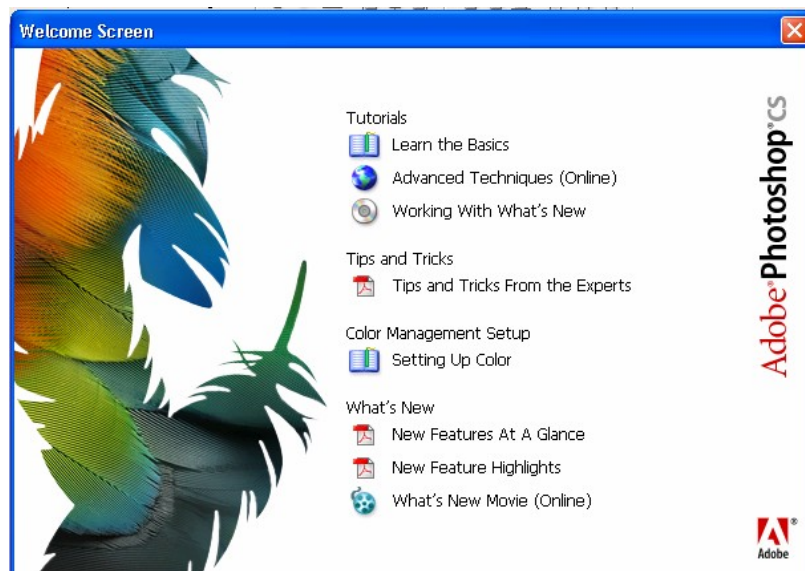 Welcome Screen
Tutorials
Learn the Basics
Advanced Techniques (Online)
Working With What's New
Tips and Tricks
Tips and Tricks From the Experts
Color Management Setup
Setting Up Color
What's New
New Features At A Glance
New Feature Highlights
What's New Movie (Online)
Adobe® Photoshop® CS
Adobe®